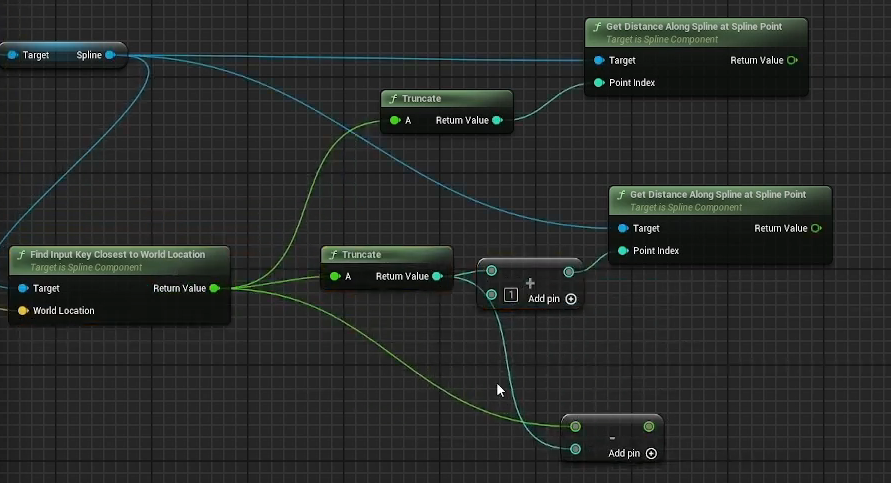 Get Distance Along Spline at Spline Point
Target is Spline Component
Target Return Value
Point Index
Target Spline
f Truncate
A Return Value
Get Distance Along Spline at Spline Point
Target is Spline Component
Target Return Value
Point Index
Find Input Key Closest to World Location
Target is Spline Component
Target Return Value
World Location
f Truncate
A Return Value
+
1 Add pin
-
Add pin